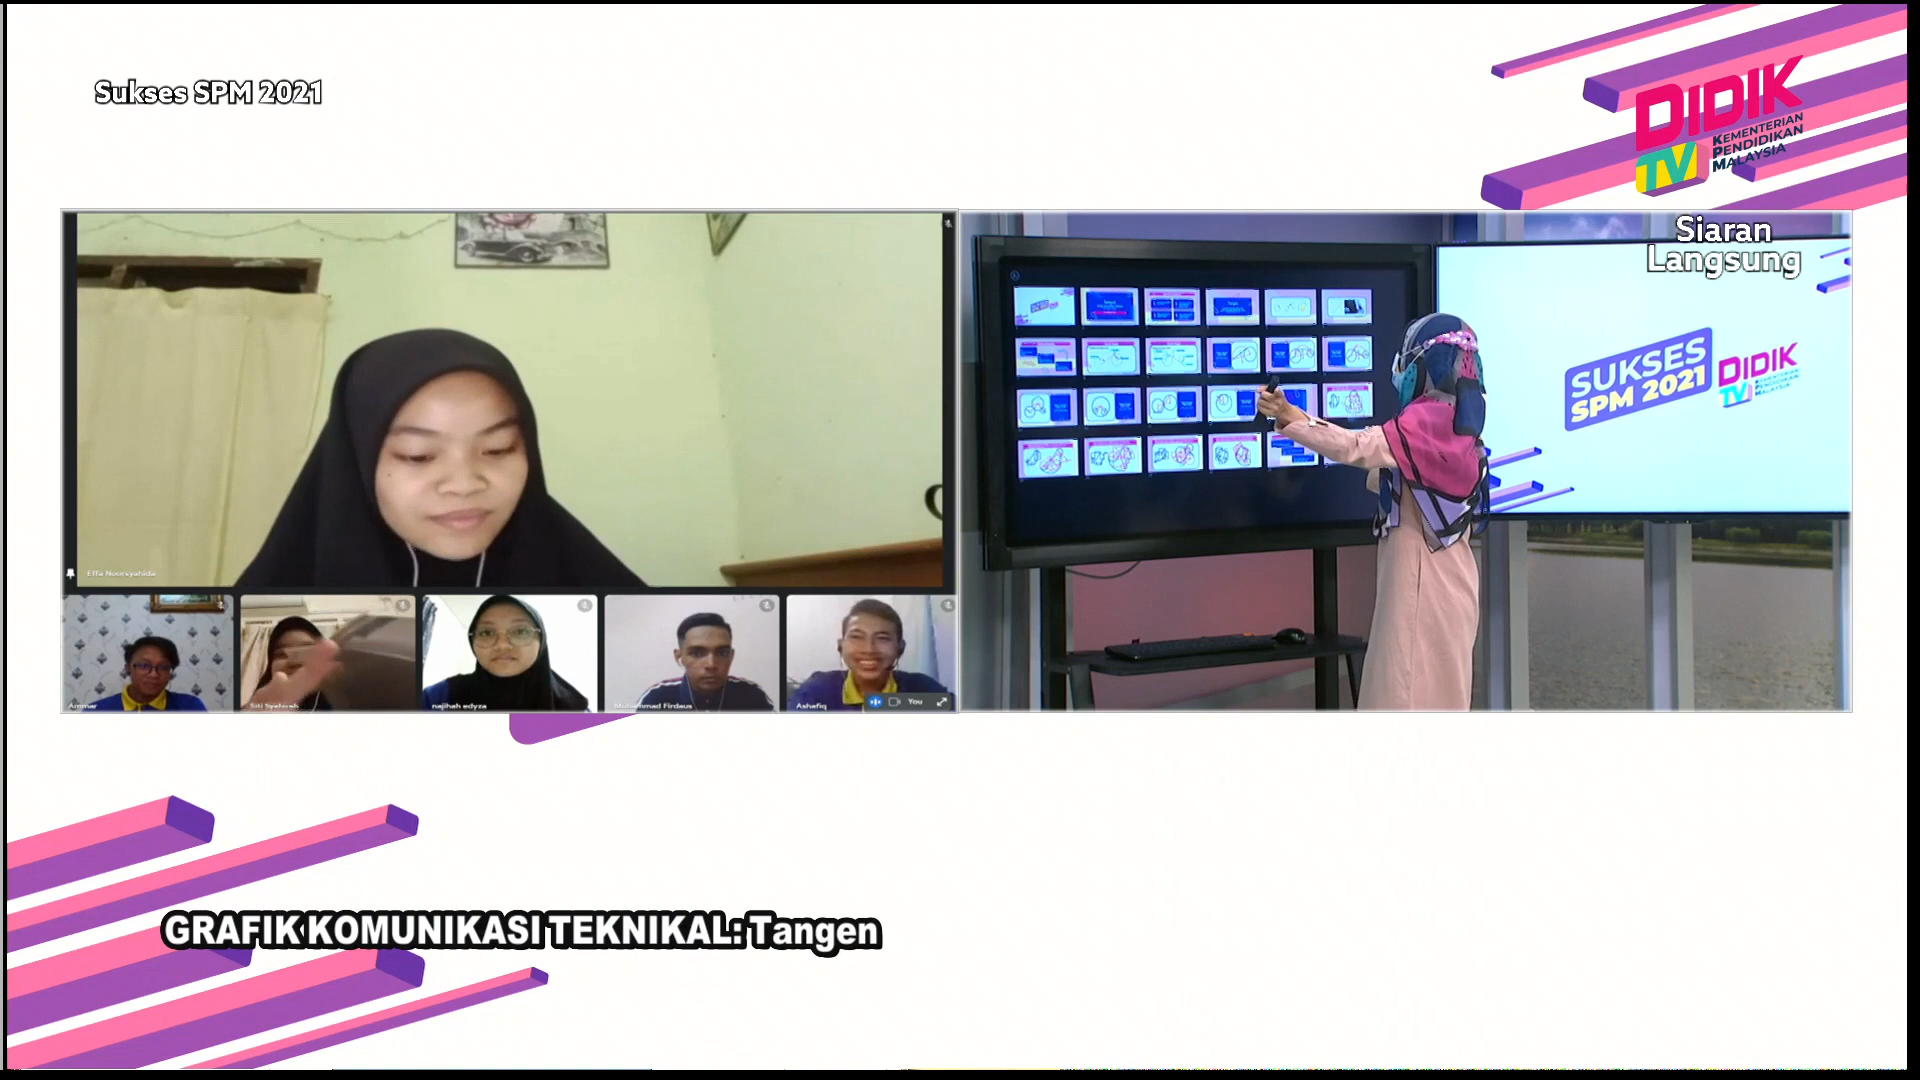 Sukses SPM 2021
DIDIK
TV
KEMENTERIAN
PENDIDIKAN
MALAYSIA
Siaran
Langsung
SUKSES
SPM 2021
DIDIK
TV
Effa Noorsyahida
Ammar
Siti Syahirah
najihah edyza
Muhammad Firdaus
Ashafiq
You
GRAFIK KOMUNIKASI TEKNIKAL: Tangen